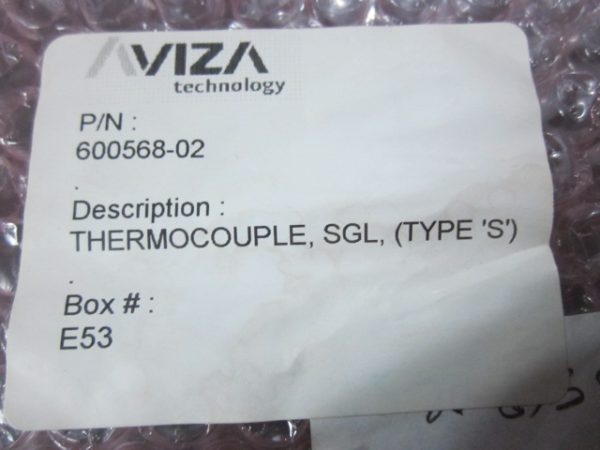 AVIZA
technology
P/N :
600568-02
.
Description :
THERMOCOUPLE, SGL, (TYPE 'S')
.
Box # :
E53